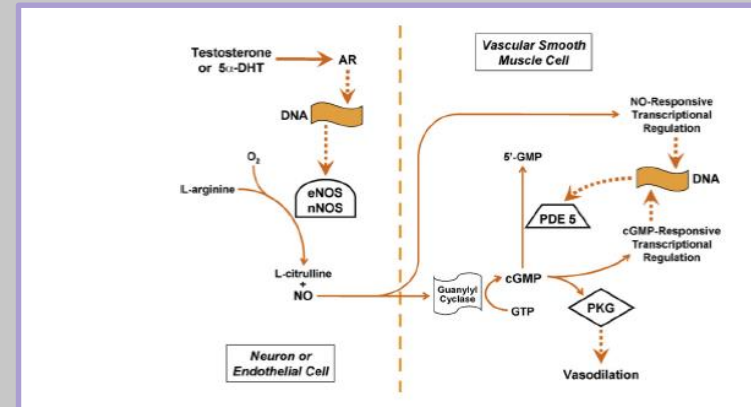 Testosterone
or 5α-DHT
AR
DNA
O2
L-arginine
eNOS
nNOS
L-citrulline
+
NO
Neuron or
Endothelial Cell
Vascular Smooth
Muscle Cell
NO-Responsive
Transcriptional
Regulation
5'-GMP
DNA
PDE 5
cGMP-Responsive
Transcriptional
Regulation
Guanylyl
Cyclase
cGMP
GTP
PKG
Vasodilation